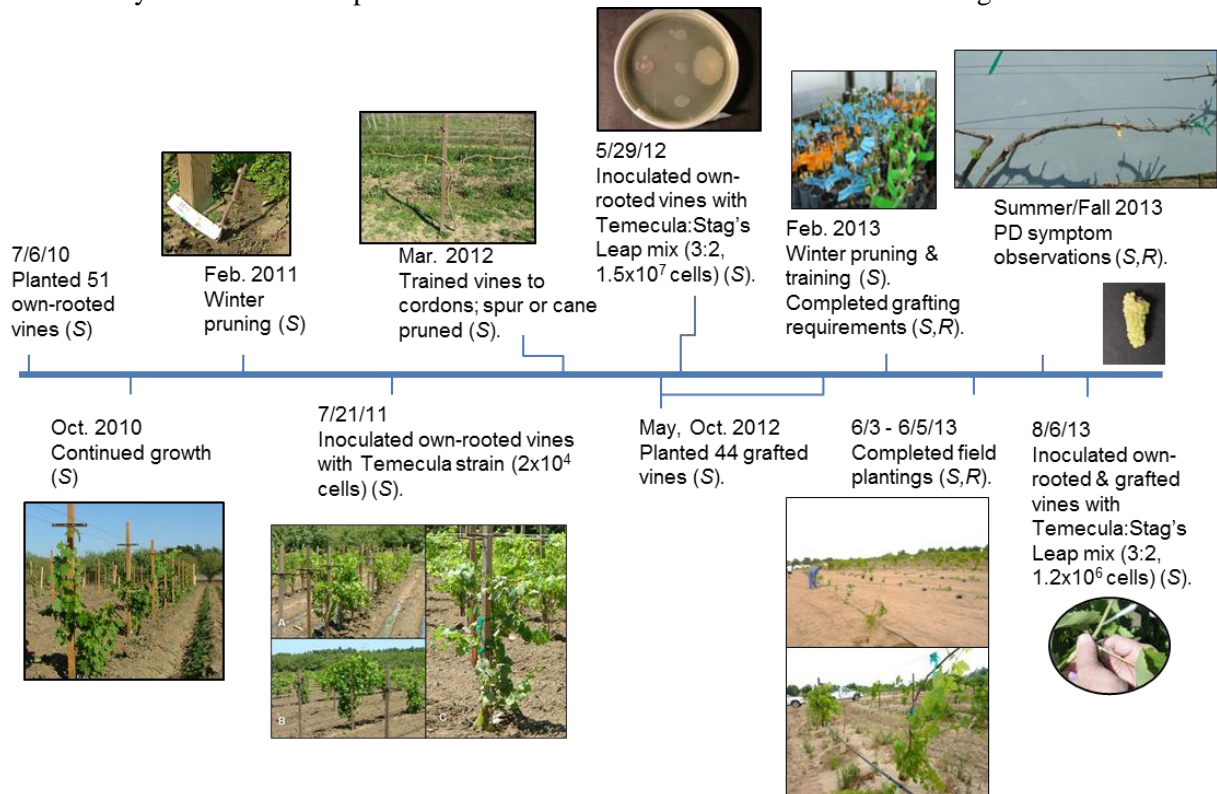 7/6/10
Planted 51
own-rooted
vines (S)
Feb. 2011
Winter
pruning (S)
Mar. 2012
Trained vines to
cordons; spur or cane
pruned (S).
5/29/12
Inoculated own-
rooted vines with
Temecula:Stag's
Leap mix (3:2,
1.5x10⁷ cells) (S).
Feb. 2013
Winter pruning &
training (S).
Completed grafting
requirements (S,R).
Summer/Fall 2013
PD symptom
observations (S,R).
Oct. 2010
Continued growth
(S)
7/21/11
Inoculated own-rooted vines
with Temecula strain (2x10⁴
cells) (S).
A
B
C
May, Oct. 2012
Planted 44 grafted
vines (S).
6/3 - 6/5/13
Completed field
plantings (S,R).
8/6/13
Inoculated own-
rooted & grafted
vines with
Temecula:Stag's
Leap mix (3:2,
1.2x10⁶ cells) (S).